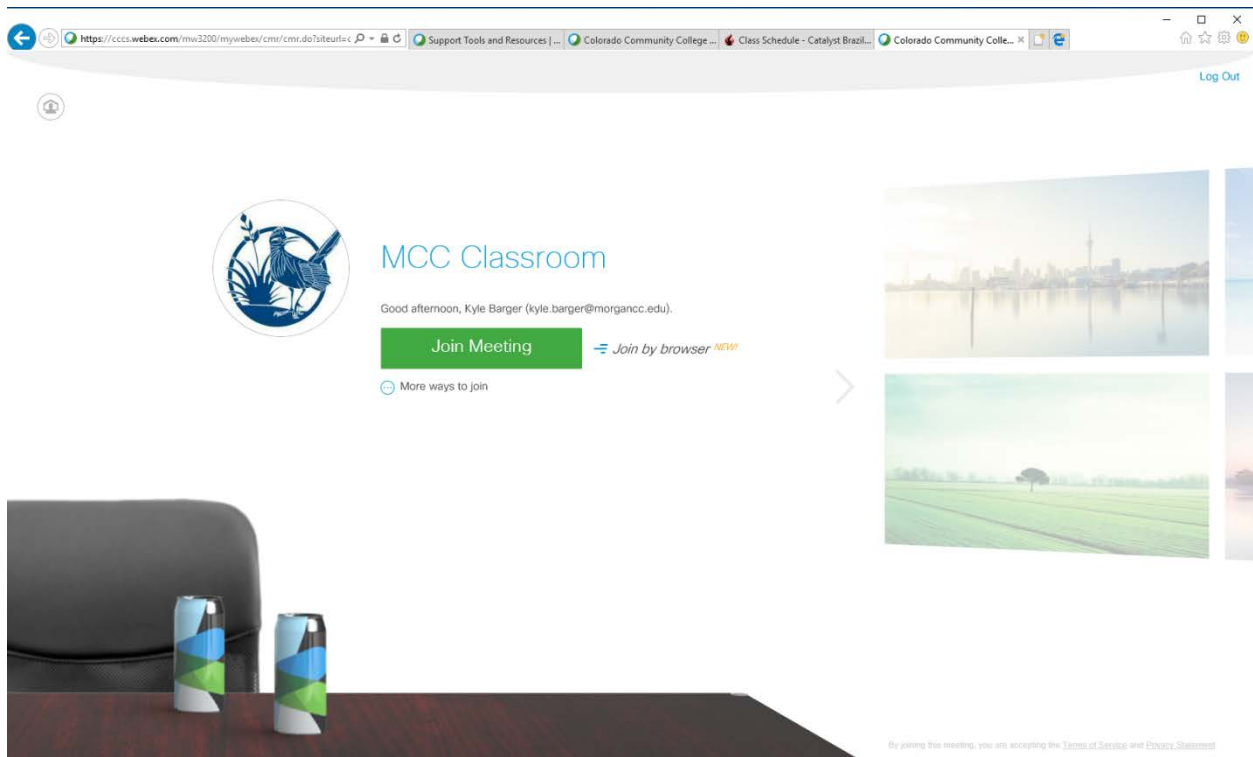 https://cccs.webex.com/mw3200/mywebex/cmr/cmr.do?siteurl=c
Support Tools and Resources | ...
Colorado Community College ...
Class Schedule - Catalyst Brazil...
Colorado Community Colle...
Log Out
MCC Classroom
Good afternoon, Kyle Barger (kyle.barger@morgancc.edu).
Join Meeting
Join by browser NEW!
More ways to join
By joining this meeting, you are accepting the Terms of Service and Privacy Statement